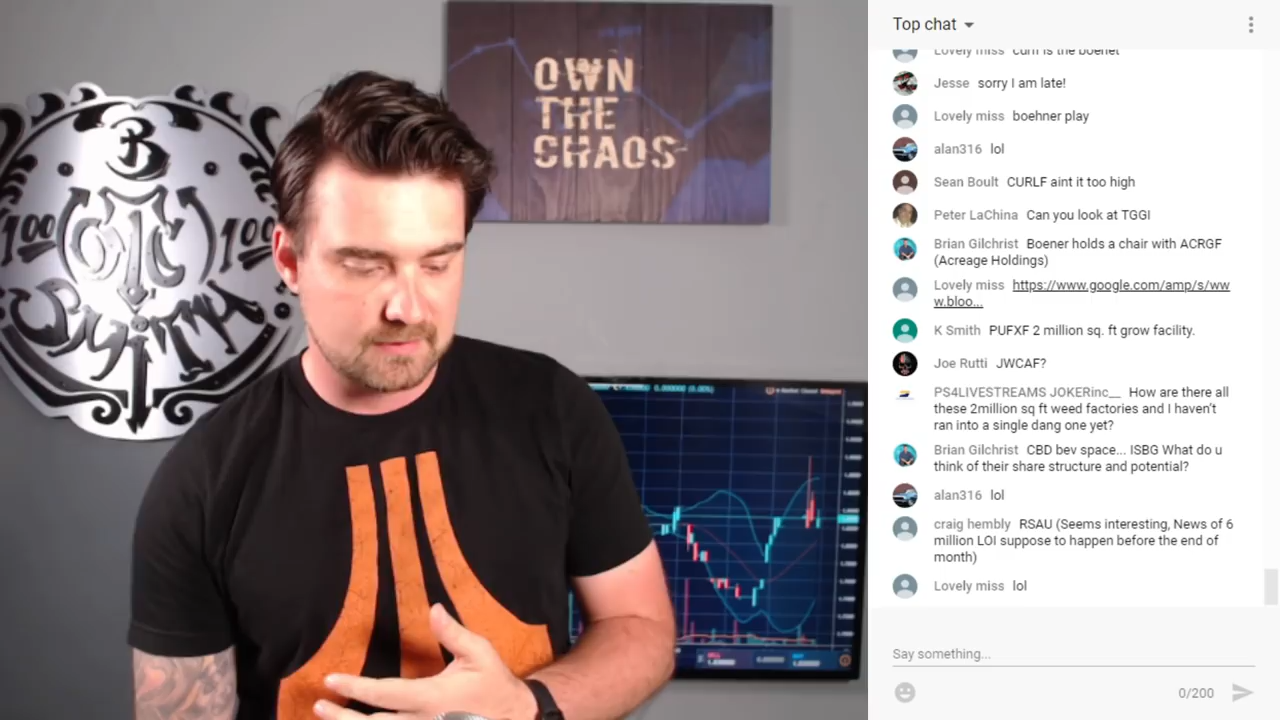 OWN
THE
CHAOS
100
OTC
100
Top chat
Lovely miss
Jesse sorry I am late!
Lovely miss boehner play
alan316 lol
Sean Boult CURLF aint it too high
Peter LaChina Can you look at TGGI
Brian Gilchrist Boener holds a chair with ACRGF
(Acreage Holdings)
Lovely miss https://www.google.com/amp/s/ww
w.bloo...
K Smith PUFXF 2 million sq. ft grow facility.
Joe Rutti JWCAF?
PS4LIVESTREAMS JOKERinc__ How are there all
these 2million sq ft weed factories and I haven't
ran into a single dang one yet?
Brian Gilchrist CBD bev space... ISBG What do u
think of their share structure and potential?
alan316 lol
craig hembly RSAU (Seems interesting, News of 6
million LOI suppose to happen before the end of
month)
Lovely miss lol
Say something...
0/200